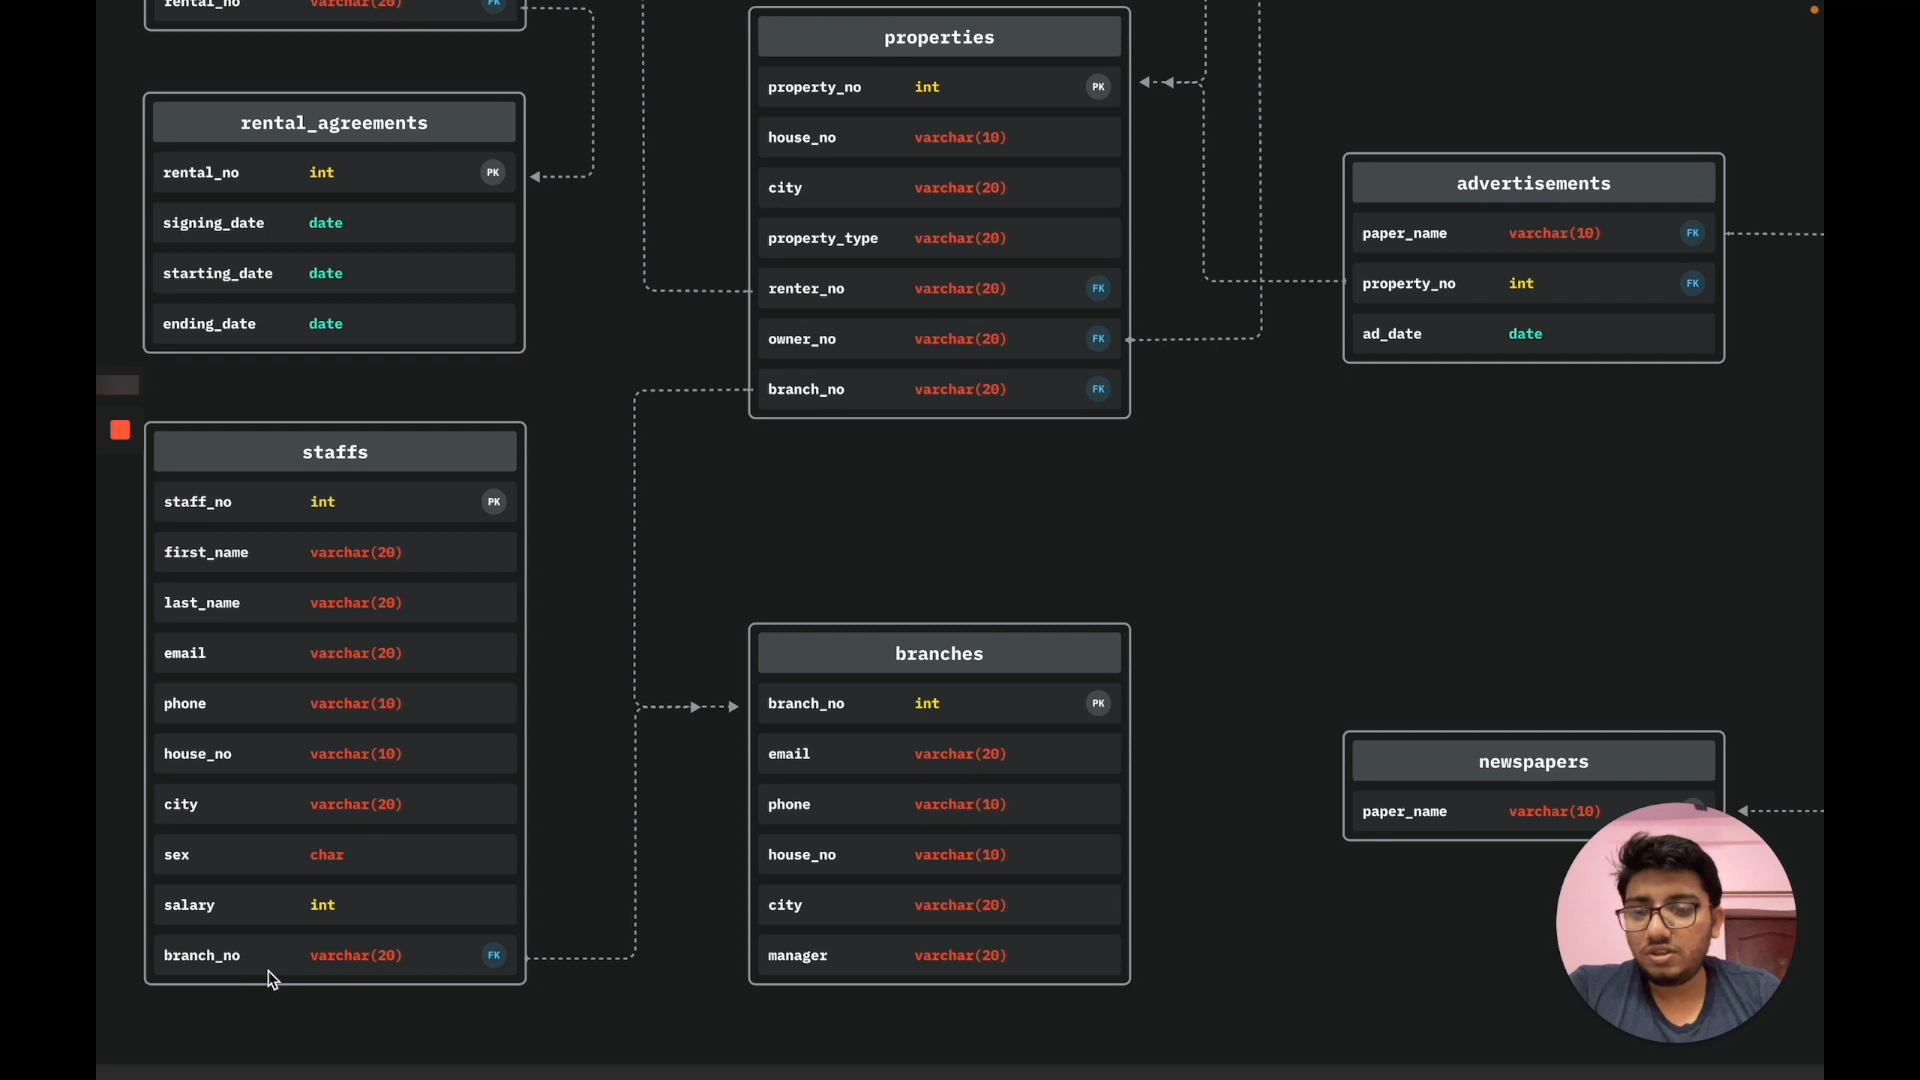 rental_no varchar(20) FK
rental_agreements
rental_no int PK
signing_date date
starting_date date
ending_date date
staffs
staff_no int PK
first_name varchar(20)
last_name varchar(20)
email varchar(20)
phone varchar(10)
house_no varchar(10)
city varchar(20)
sex char
salary int
branch_no varchar(20) FK
properties
property_no int PK
house_no varchar(10)
city varchar(20)
property_type varchar(20)
renter_no varchar(20) FK
owner_no varchar(20) FK
branch_no varchar(20) FK
branches
branch_no int PK
email varchar(20)
phone varchar(10)
house_no varchar(10)
city varchar(20)
manager varchar(20)
advertisements
paper_name varchar(10) FK
property_no int FK
ad_date date
newspapers
paper_name varchar(10)